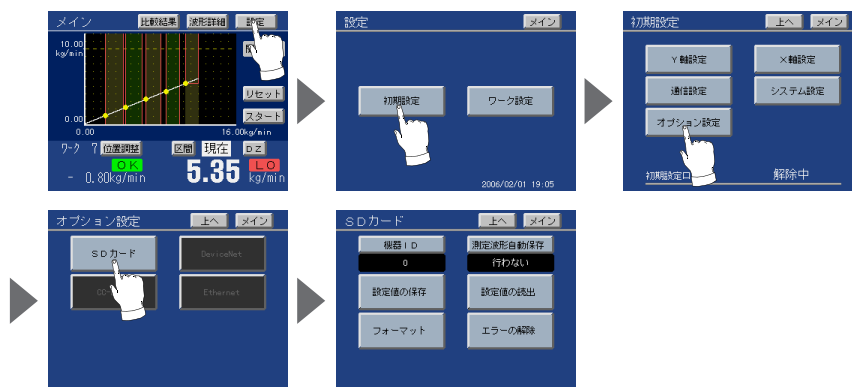 メイン 比較結果 波形詳細 設定
10.00
kg/min
リセット
スタート
0.00
0.00 16.00kg/min
ワーク 7 位置調整 区間 現在 DZ
OK LO
- 0.80kg/min 5.35 kg/min
設定 メイン
初期設定 ワーク設定
2006/02/01 19:05
初期設定 上へ メイン
Y軸設定 X軸設定
通信設定 システム設定
オプション設定
初期設定ロ 解除中
オプション設定 上へ メイン
SDカード DeviceNet
CC- Ethernet
SDカード 上へ メイン
機器ID 測定波形自動保存
0 行わない
設定値の保存 設定値の読出
フォーマット エラーの解除